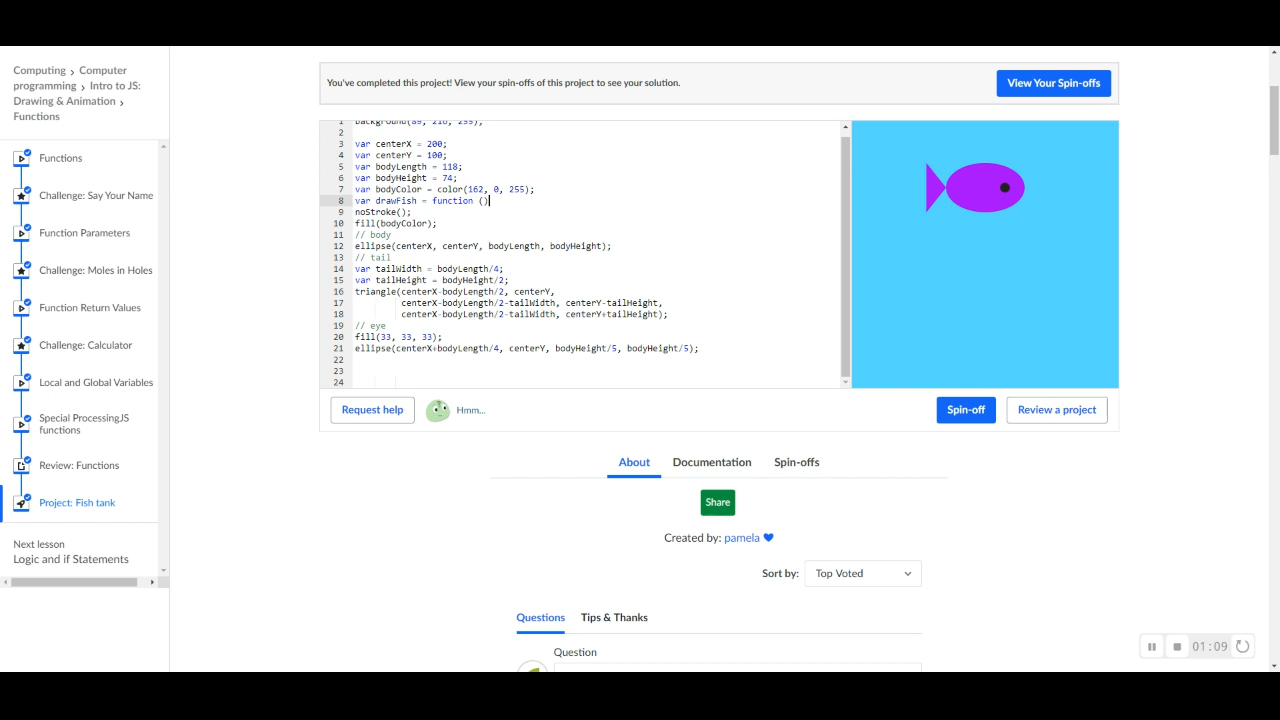 Computing › Computer
programming › Intro to JS:
Drawing & Animation ›
Functions
Functions
Challenge: Say Your Name
Function Parameters
Challenge: Moles in Holes
Function Return Values
Challenge: Calculator
Local and Global Variables
Special ProcessingJS
functions
Review: Functions
Project: Fish tank
Next lesson
Logic and if Statements
You've completed this project! View your spin-offs of this project to see your solution.
View Your Spin-offs
1 background(89, 216, 255);
2
3 var centerX = 200;
4 var centerY = 100;
5 var bodyLength = 118;
6 var bodyHeight = 74;
7 var bodyColor = color(162, 0, 255);
8 var drawFish = function ()
9 noStroke();
10 fill(bodyColor);
11 // body
12 ellipse(centerX, centerY, bodyLength, bodyHeight);
13 // tail
14 var tailWidth = bodyLength/4;
15 var tailHeight = bodyHeight/2;
16 triangle(centerX-bodyLength/2, centerY,
17 centerX-bodyLength/2-tailWidth, centerY-tailHeight,
18 centerX-bodyLength/2-tailWidth, centerY+tailHeight);
19 // eye
20 fill(33, 33, 33);
21 ellipse(centerX+bodyLength/4, centerY, bodyHeight/5, bodyHeight/5);
22
23
24
Request help
Hmm...
Spin-off
Review a project
About Documentation Spin-offs
Share
Created by: pamela
Sort by: Top Voted
Questions Tips & Thanks
Question
01:09